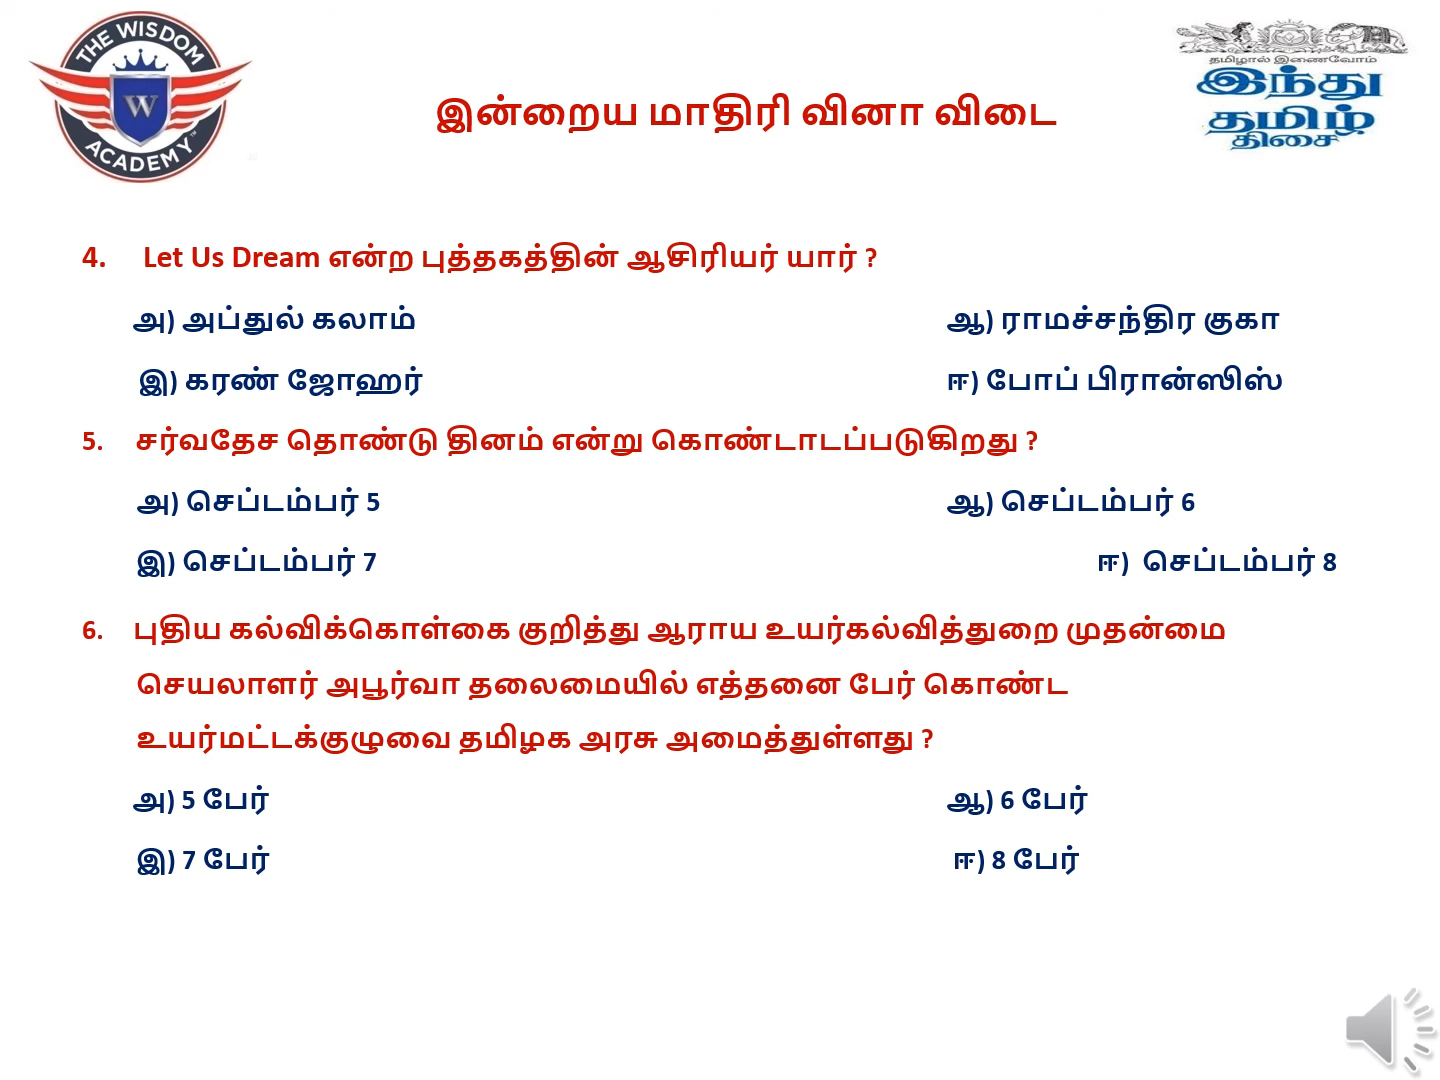 THE WISDOM
W
ACADEMY™
தமிழால் இணைவோம்
இந்து
தமிழ்
திசை
இன்றைய மாதிரி வினா விடை
4. Let Us Dream என்ற புத்தகத்தின் ஆசிரியர் யார் ?
அ) அப்துல் கலாம் ஆ) ராமச்சந்திர குகா
இ) கரண் ஜோஹர் ஈ) போப் பிரான்ஸிஸ்
5. சர்வதேச தொண்டு தினம் என்று கொண்டாடப்படுகிறது ?
அ) செப்டம்பர் 5 ஆ) செப்டம்பர் 6
இ) செப்டம்பர் 7 ஈ) செப்டம்பர் 8
6. புதிய கல்விக்கொள்கை குறித்து ஆராய உயர்கல்வித்துறை முதன்மை
செயலாளர் அபூர்வா தலைமையில் எத்தனை பேர் கொண்ட
உயர்மட்டக்குழுவை தமிழக அரசு அமைத்துள்ளது ?
அ) 5 பேர் ஆ) 6 பேர்
இ) 7 பேர் ஈ) 8 பேர்